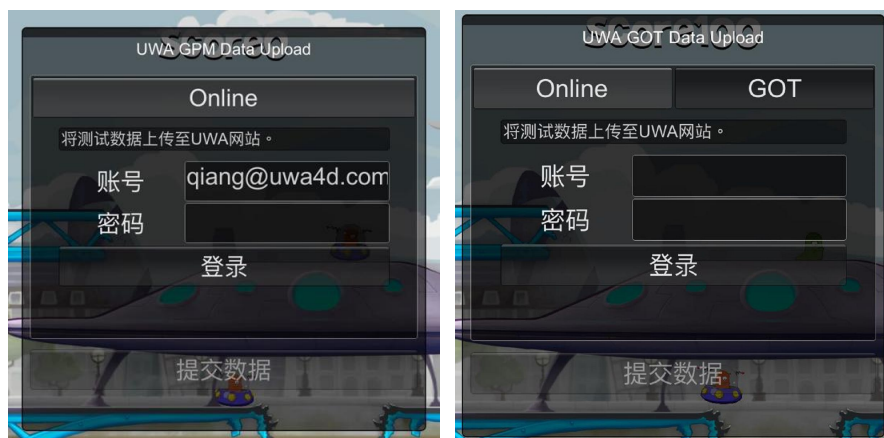 UWA GPM Data Upload
Online
将测试数据上传至UWA网站。
账号
qiang@uwa4d.com
密码
登录
提交数据
Score100
UWA GOT Data Upload
Online
GOT
将测试数据上传至UWA网站。
账号
密码
登录
提交数据